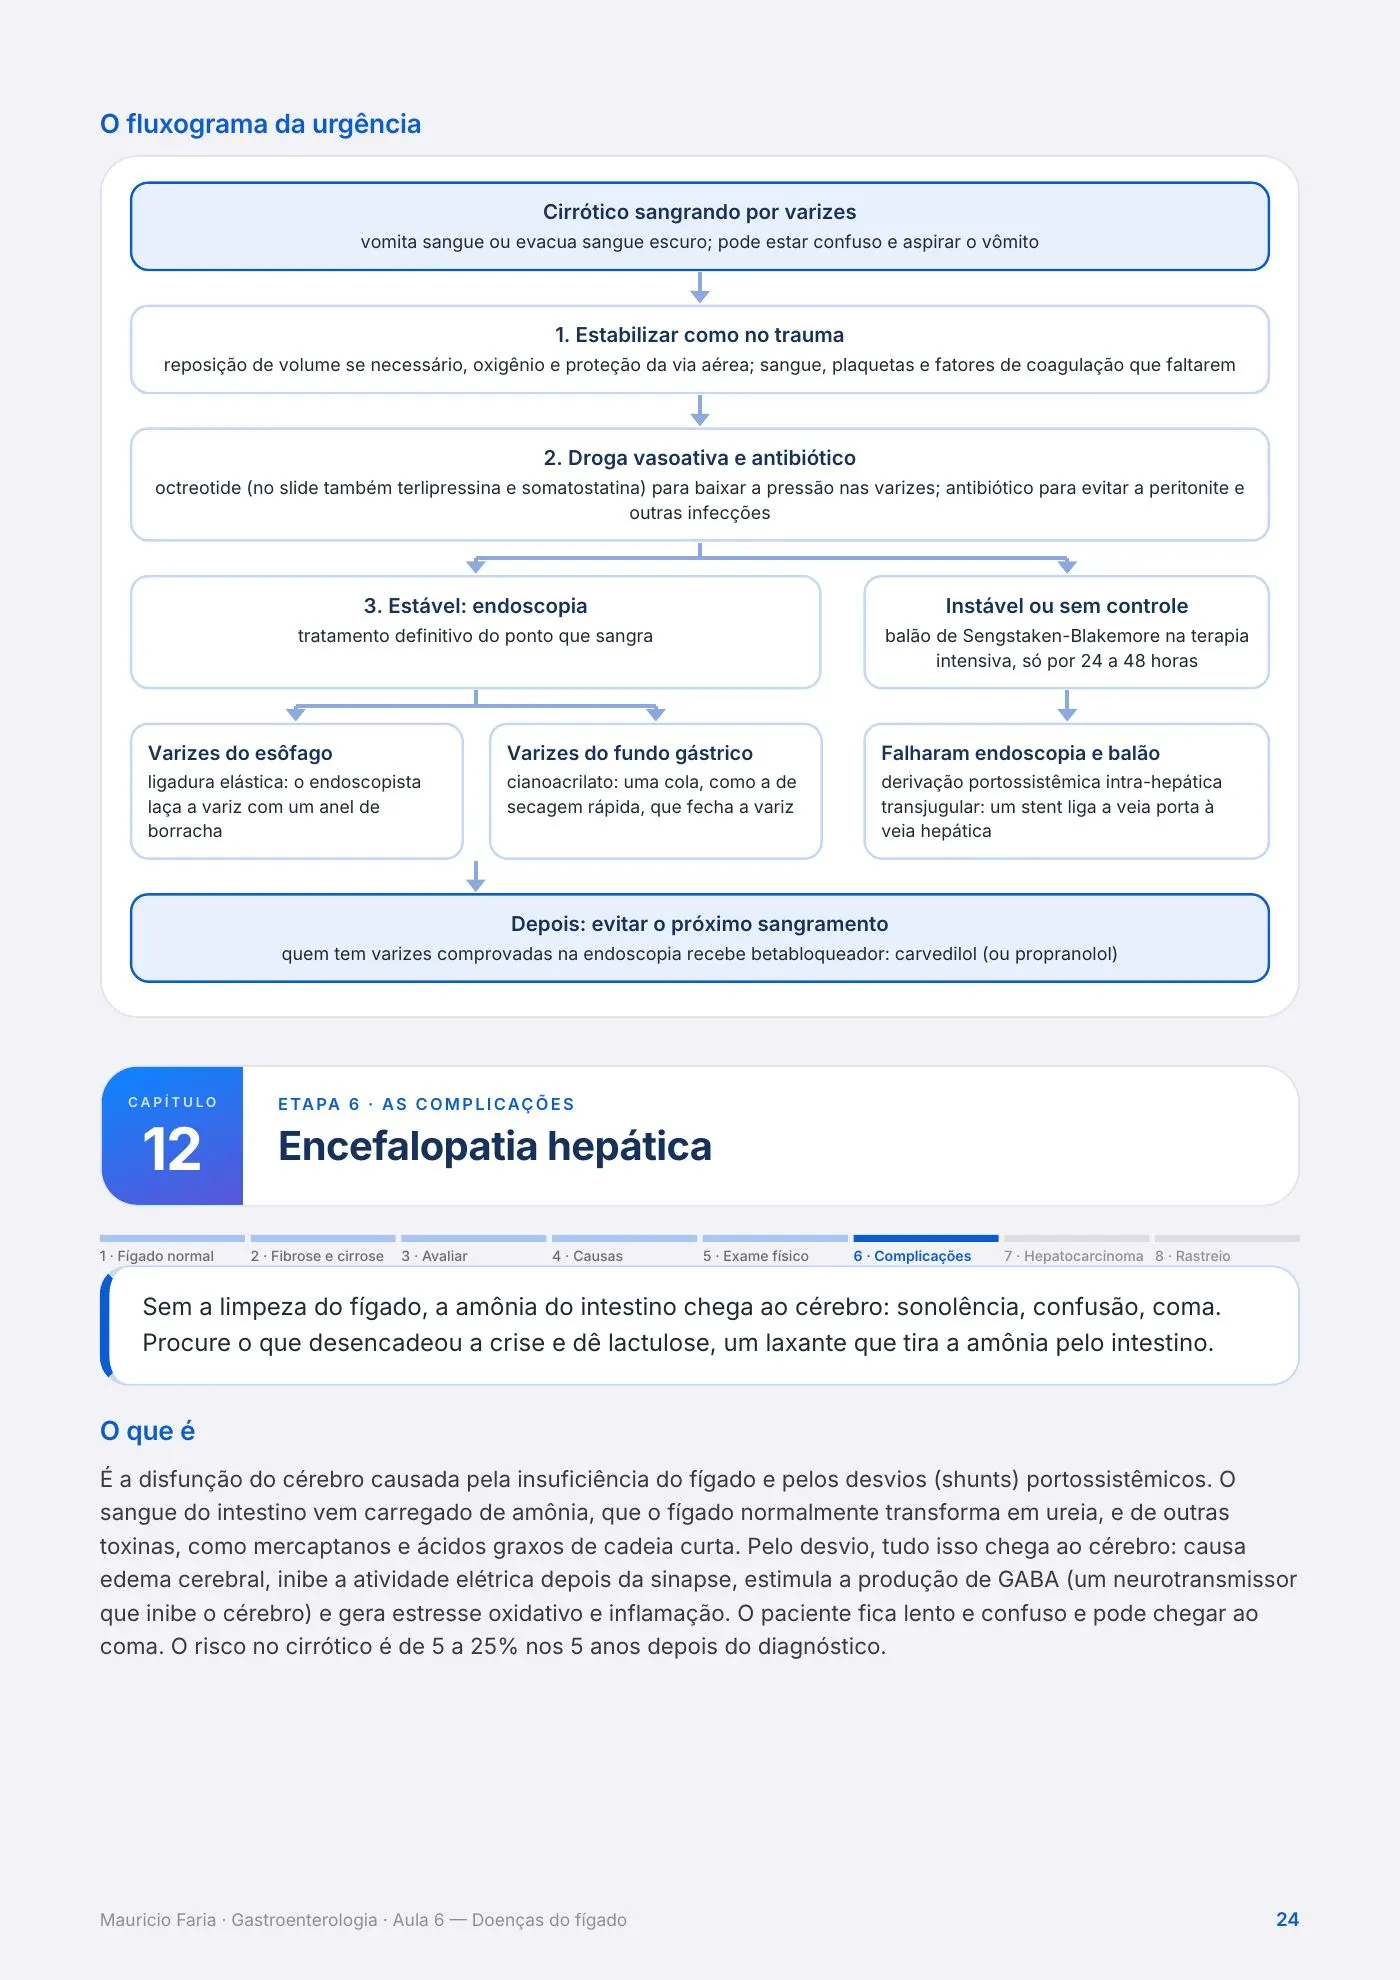 O fluxograma da urgência
Cirrótico sangrando por varizes
vomita sangue ou evacua sangue escuro; pode estar confuso e aspirar o vômito
1. Estabilizar como no trauma
reposição de volume se necessário, oxigênio e proteção da via aérea; sangue, plaquetas e fatores de coagulação que faltarem
2. Droga vasoativa e antibiótico
octreotide (no slide também terlipressina e somatostatina) para baixar a pressão nas varizes; antibiótico para evitar a peritonite e
outras infecções
3. Estável: endoscopia
tratamento definitivo do ponto que sangra
Instável ou sem controle
balão de Sengstaken-Blakemore na terapia
intensiva, só por 24 a 48 horas
Varizes do esôfago
ligadura elástica: o endoscopista
laça a variz com um anel de
borracha
Varizes do fundo gástrico
cianoacrilato: uma cola, como a de
secagem rápida, que fecha a variz
Falharam endoscopia e balão
derivação portossistêmica intra-hepática
transjugular: um stent liga a veia porta à
veia hepática
Depois: evitar o próximo sangramento
quem tem varizes comprovadas na endoscopia recebe betabloqueador: carvedilol (ou propranolol)
CAPÍTULO
12
ETAPA 6 · AS COMPLICAÇÕES
Encefalopatia hepática
1 · Fígado normal
2 · Fibrose e cirrose
3 · Avaliar
4 · Causas
5 · Exame físico
6 · Complicações
7 · Hepatocarcinoma
8 · Rastreio
Sem a limpeza do fígado, a amônia do intestino chega ao cérebro: sonolência, confusão, coma.
Procure o que desencadeou a crise e dê lactulose, um laxante que tira a amônia pelo intestino.
O que é
É a disfunção do cérebro causada pela insuficiência do fígado e pelos desvios (shunts) portossistêmicos. O
sangue do intestino vem carregado de amônia, que o fígado normalmente transforma em ureia, e de outras
toxinas, como mercaptanos e ácidos graxos de cadeia curta. Pelo desvio, tudo isso chega ao cérebro: causa
edema cerebral, inibe a atividade elétrica depois da sinapse, estimula a produção de GABA (um neurotransmissor
que inibe o cérebro) e gera estresse oxidativo e inflamação. O paciente fica lento e confuso e pode chegar ao
coma. O risco no cirrótico é de 5 a 25% nos 5 anos depois do diagnóstico.
Mauricio Faria · Gastroenterologia · Aula 6 — Doenças do fígado
24